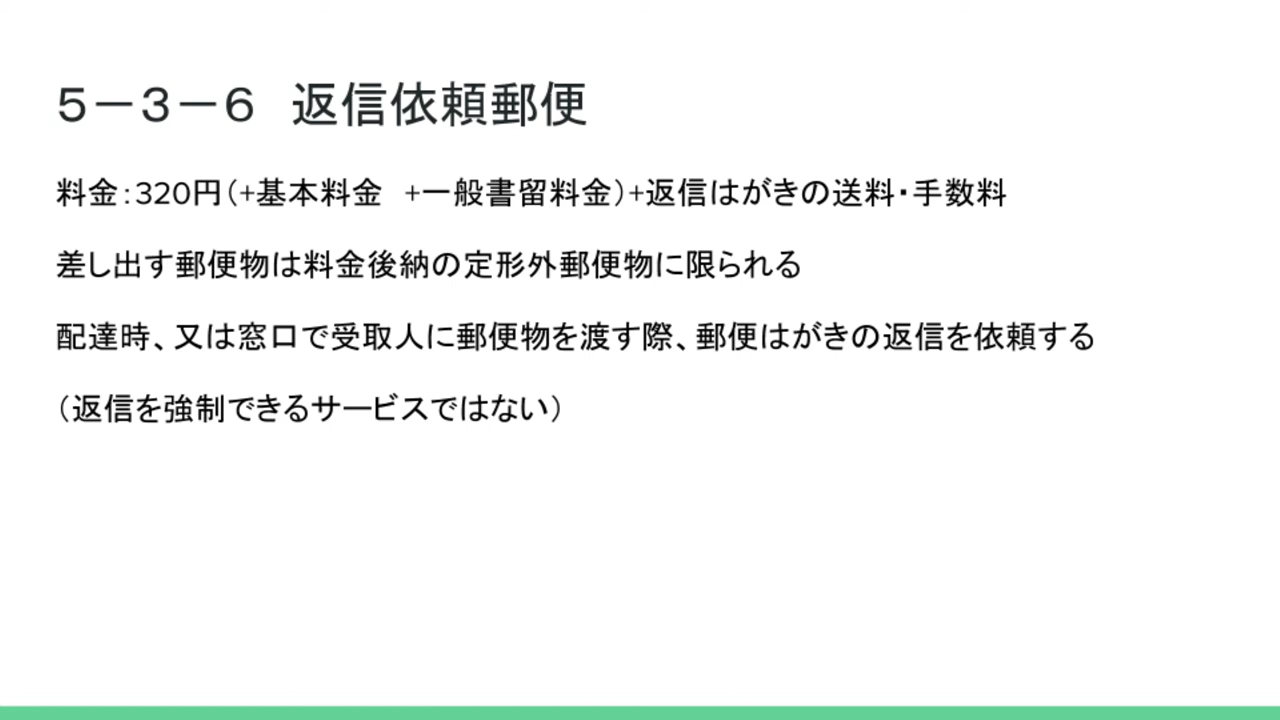 ５－３－６　返信依頼郵便
料金：320円（+基本料金　+一般書留料金）+返信はがきの送料・手数料
差し出す郵便物は料金後納の定形外郵便物に限られる
配達時、又は窓口で受取人に郵便物を渡す際、郵便はがきの返信を依頼する
（返信を強制できるサービスではない）